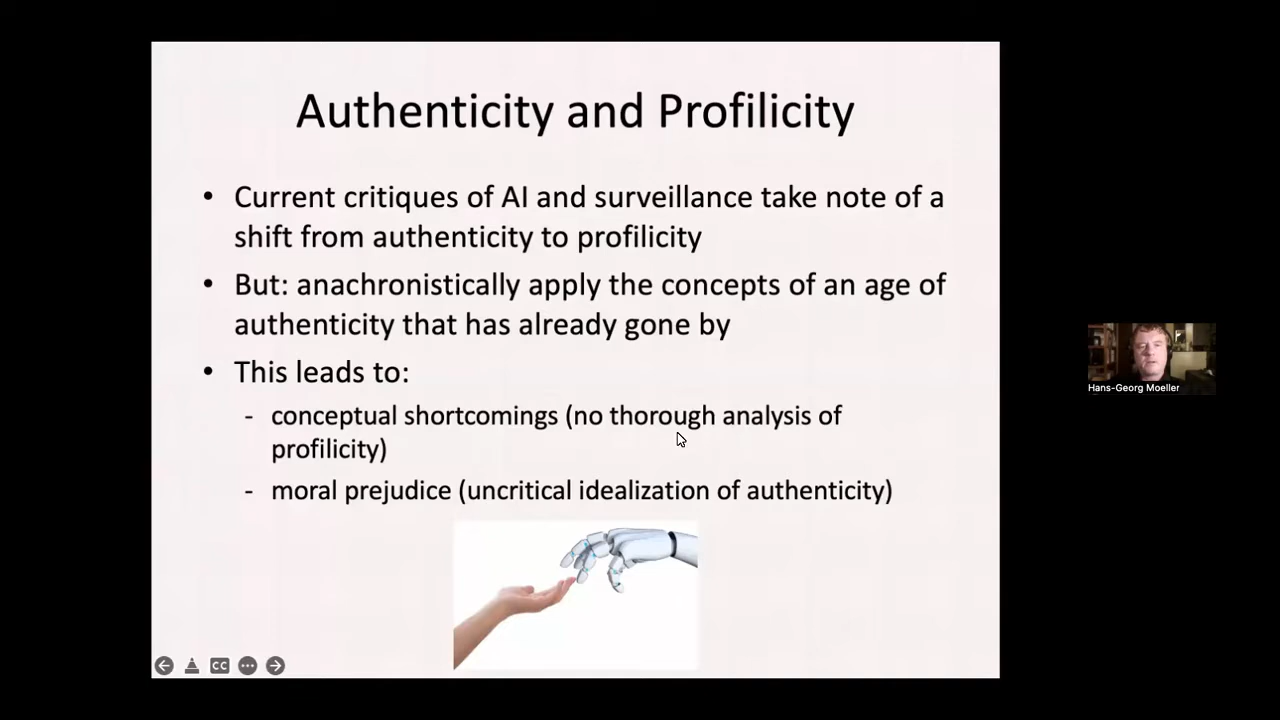 Authenticity and Profilicity
• Current critiques of AI and surveillance take note of a
shift from authenticity to profilicity
• But: anachronistically apply the concepts of an age of
authenticity that has already gone by
• This leads to:
- conceptual shortcomings (no thorough analysis of
profilicity)
- moral prejudice (uncritical idealization of authenticity)
Hans-Georg Moeller
CC